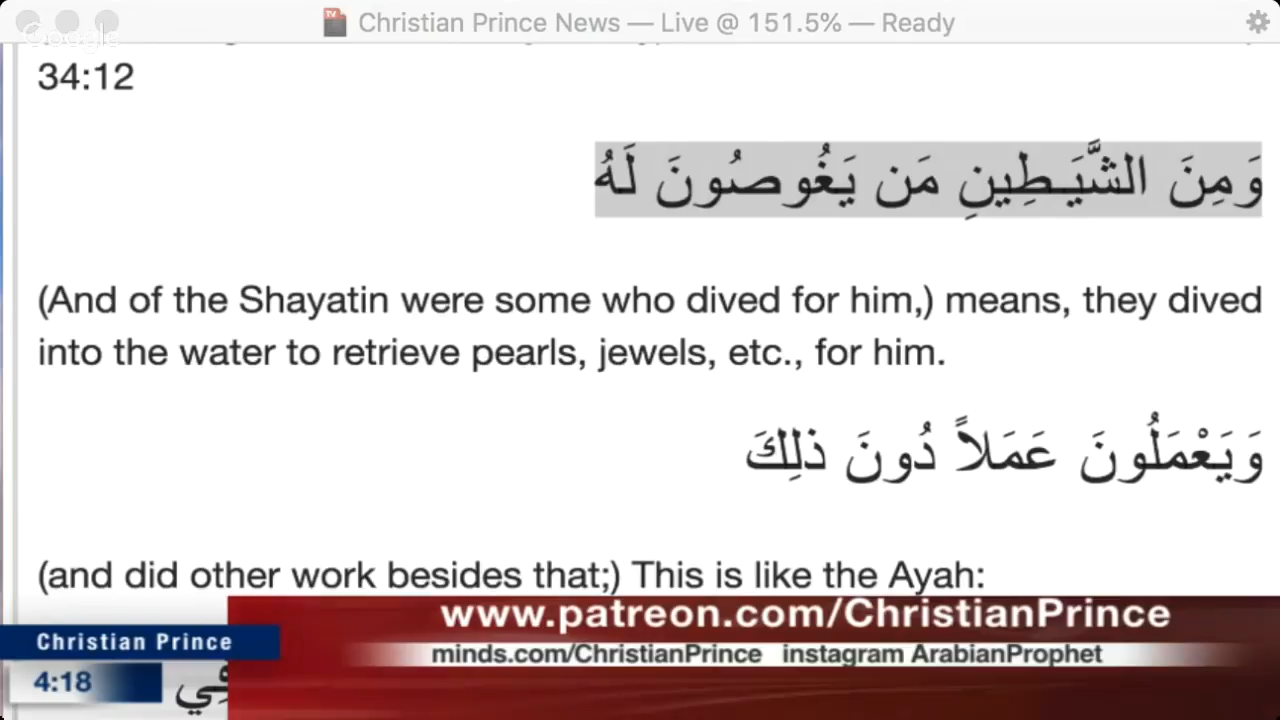 Christian Prince News — Live @ 151.5% — Ready
Google
34:12
وَمِنَ الشَّيَـطِينِ مَن يَغُوصُونَ لَهُ
(And of the Shayatin were some who dived for him,) means, they dived
into the water to retrieve pearls, jewels, etc., for him.
وَيَعْمَلُونَ عَمَلاً دُونَ ذلِكَ
(and did other work besides that;) This is like the Ayah:
www.patreon.com/ChristianPrince
Christian Prince
minds.com/ChristianPrince instagram ArabianProphet
4:18